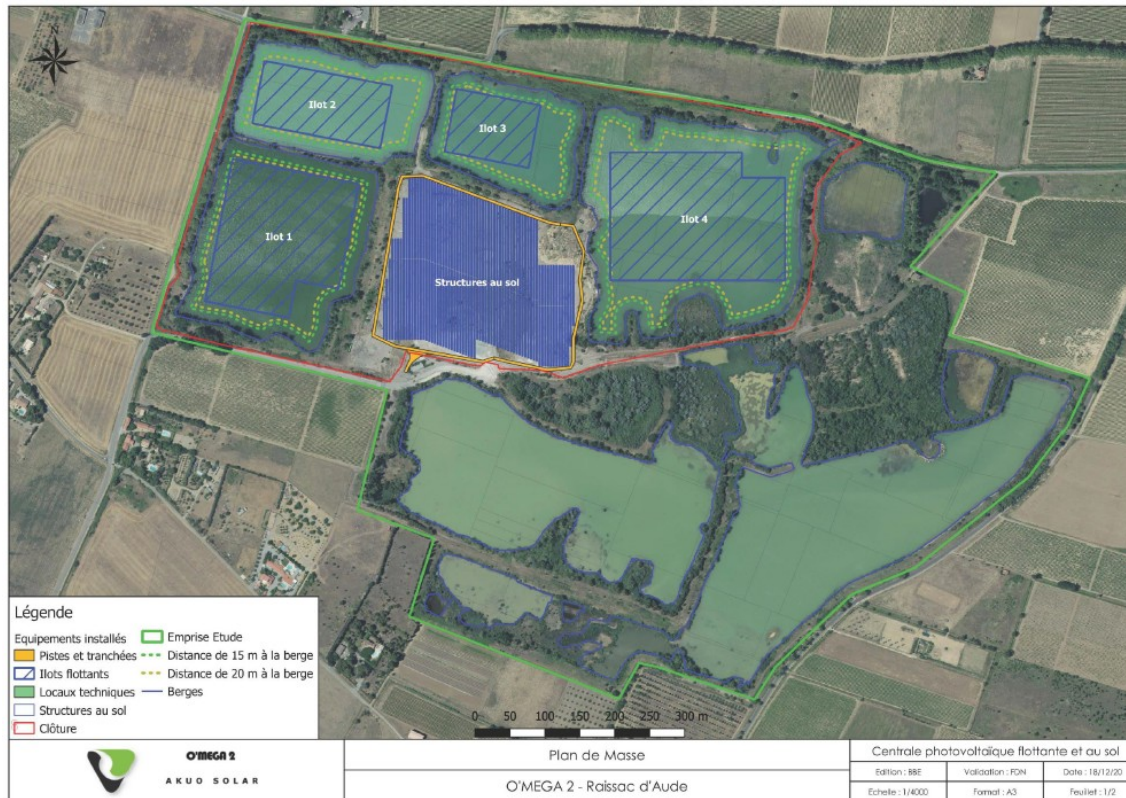 Ilot 2
Ilot 3
Ilot 4
Ilot 1
Structures au sol
Légende
Equipements installés
Pistes et tranchées
Ilots flottants
Locaux techniques
Structures au sol
Clôture
Emprise Etude
Distance de 15 m à la berge
Distance de 20 m à la berge
Berges
0 50 100 150 200 250 300 m
O'MEGA 2
AKUO SOLAR
Plan de Masse
O'MEGA 2 - Raissac d'Aude
Centrale photovoltaïque flottante et au sol
Edition : BBE Validation : FDN Date : 18/12/20
Echelle : 1/4000 Format : A3 Feuillet : 1/2